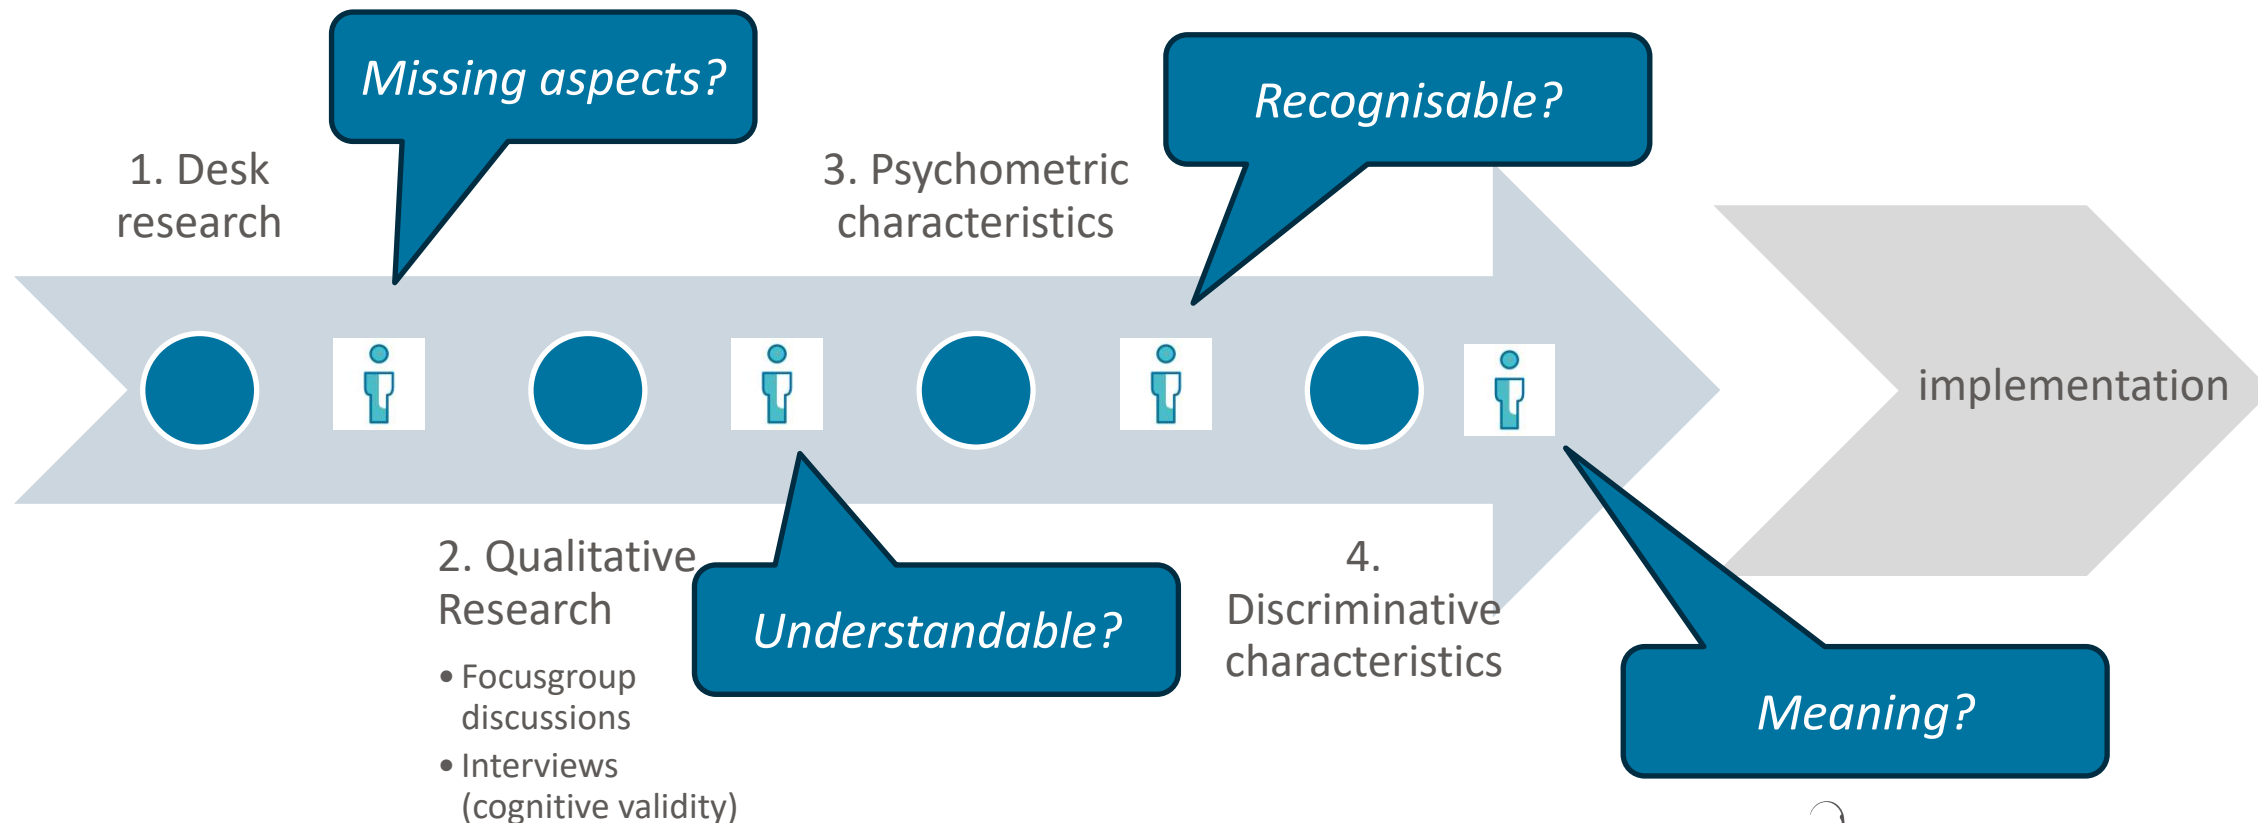 Missing aspects?
Recognisable?
1. Desk
research
3. Psychometric
characteristics
implementation
2. Qualitative
Research
• Focusgroup
discussions
• Interviews
(cognitive validity)
Understandable?
4.
Discriminative
characteristics
Meaning?